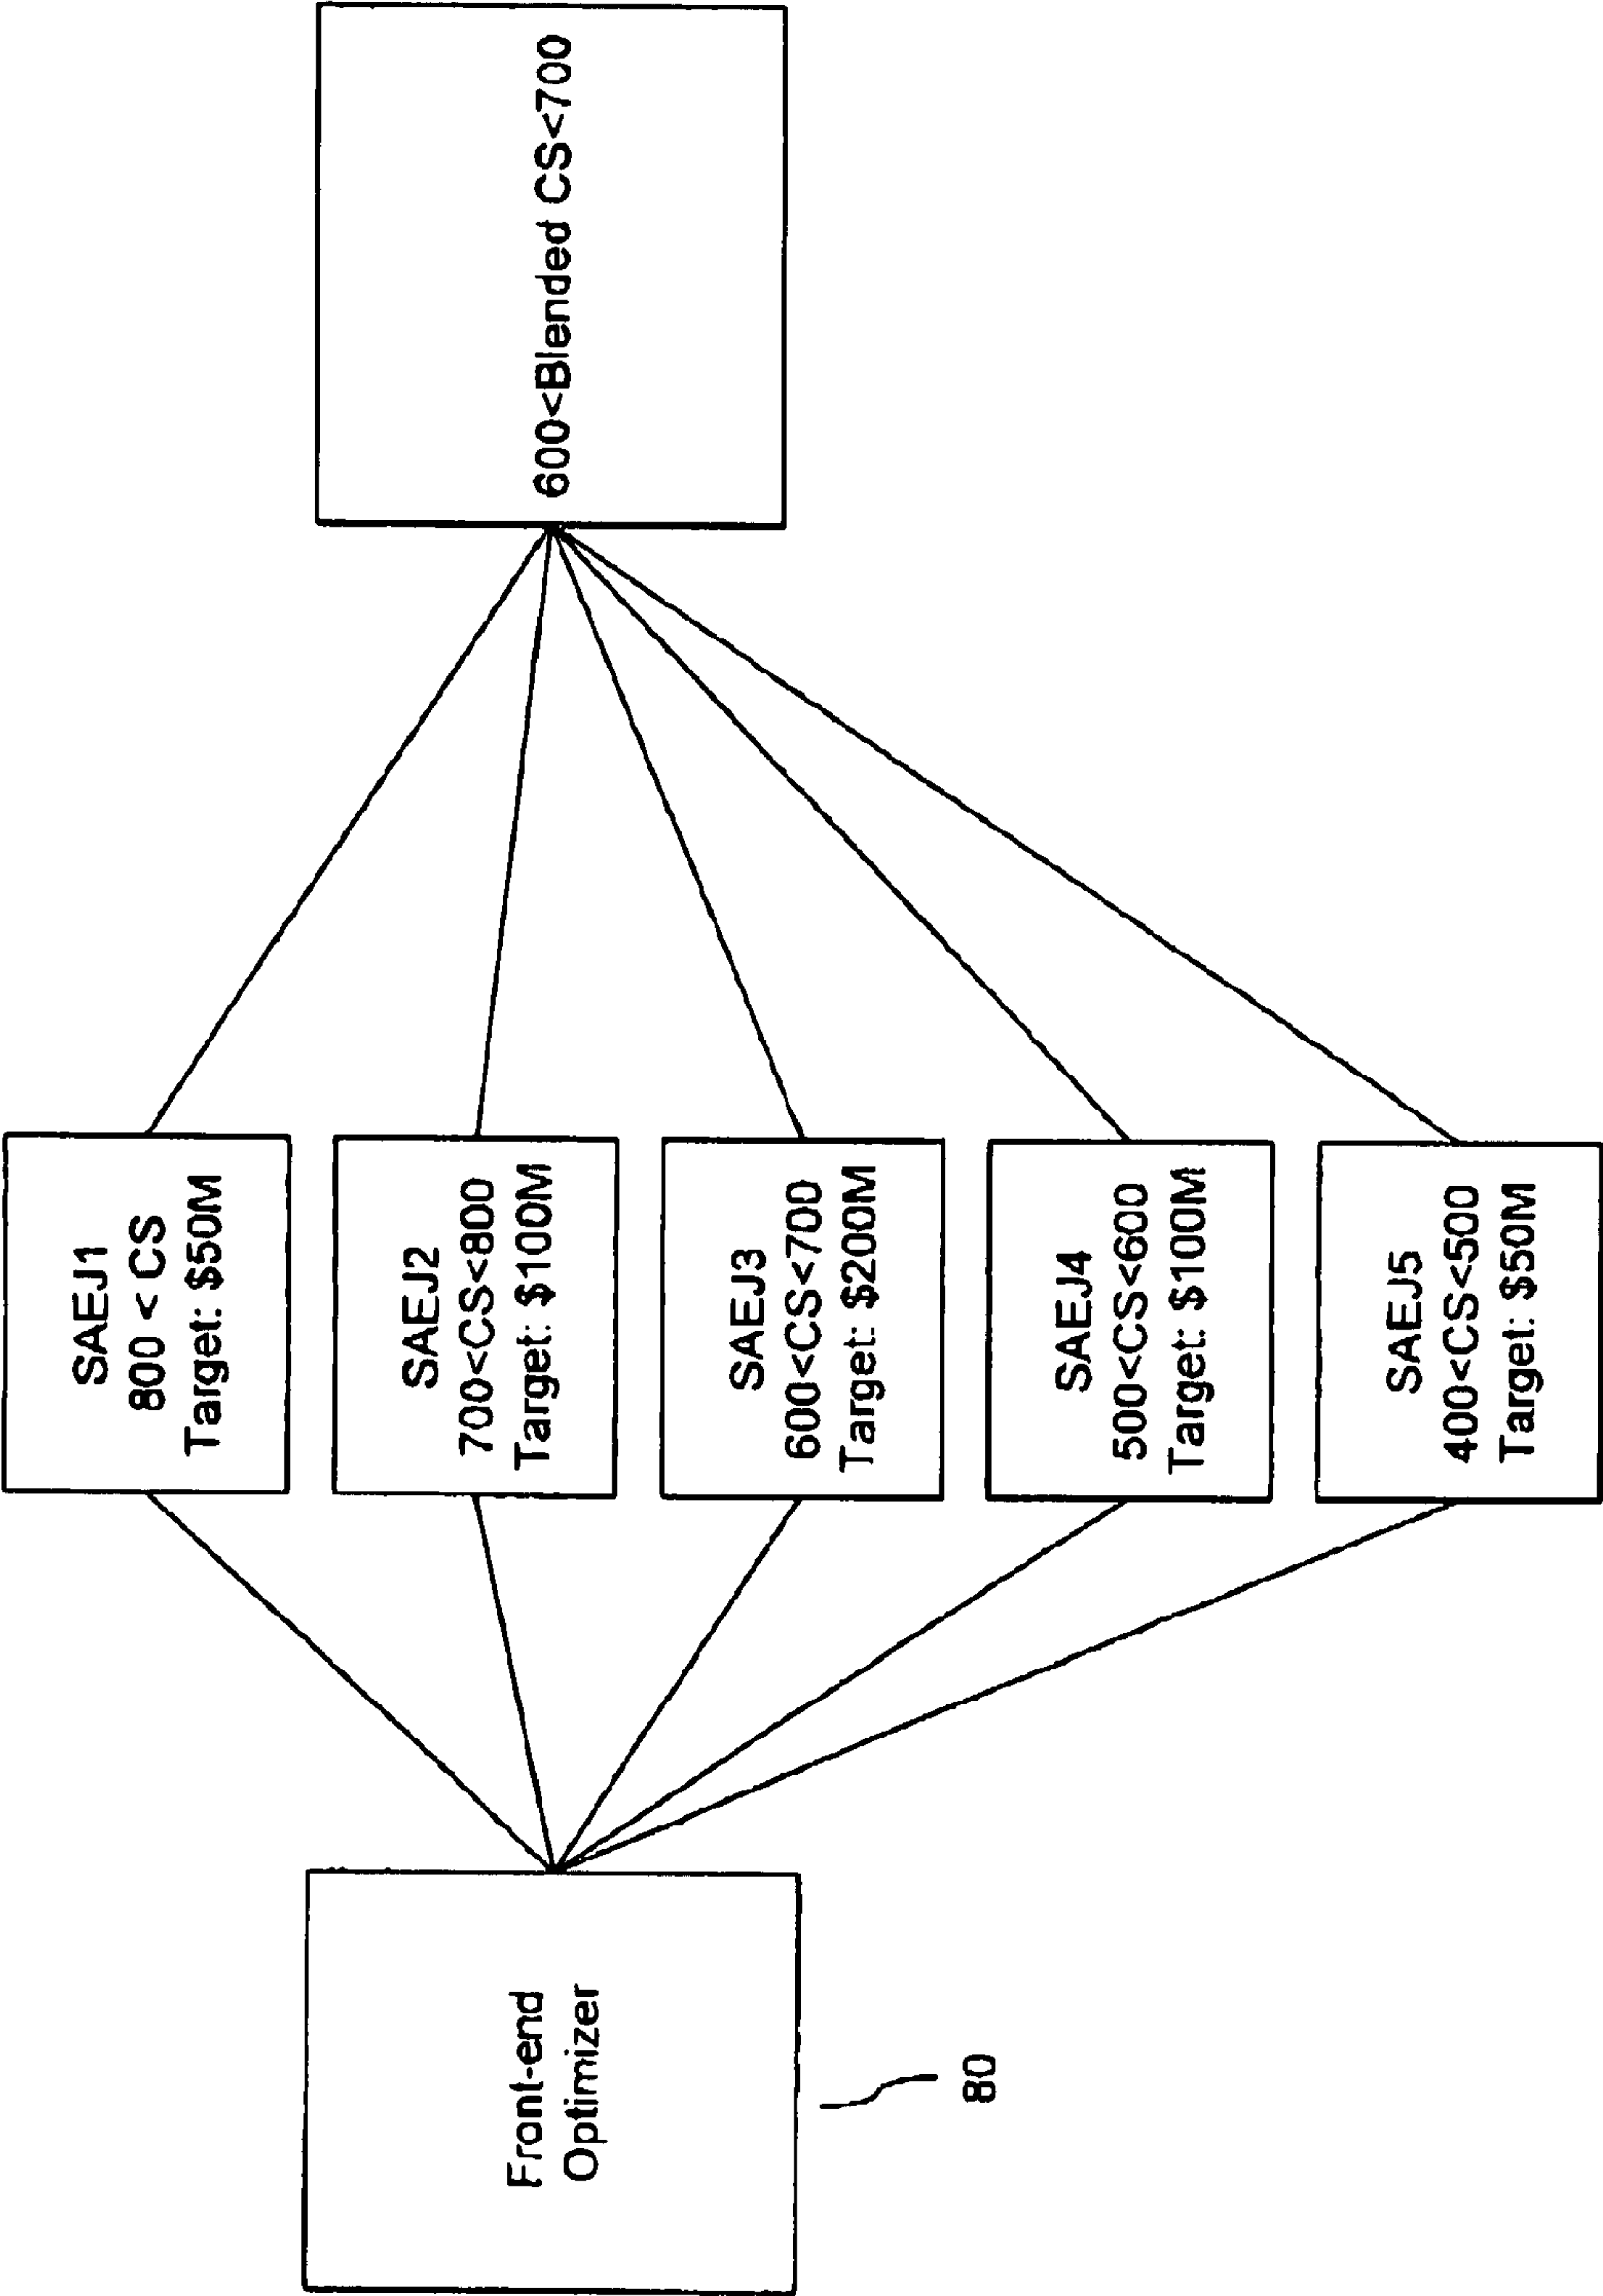 Front-end
Optimizer
80
SAEJ1
800 < CS
Target: $50M
SAEJ2
700<CS<800
Target: $100M
SAEJ3
600<CS<700
Target: $200M
SAEJ4
500<CS<600
Target: $100M
SAEJ5
400<CS<500
Target: $50M
600<Blended CS<700